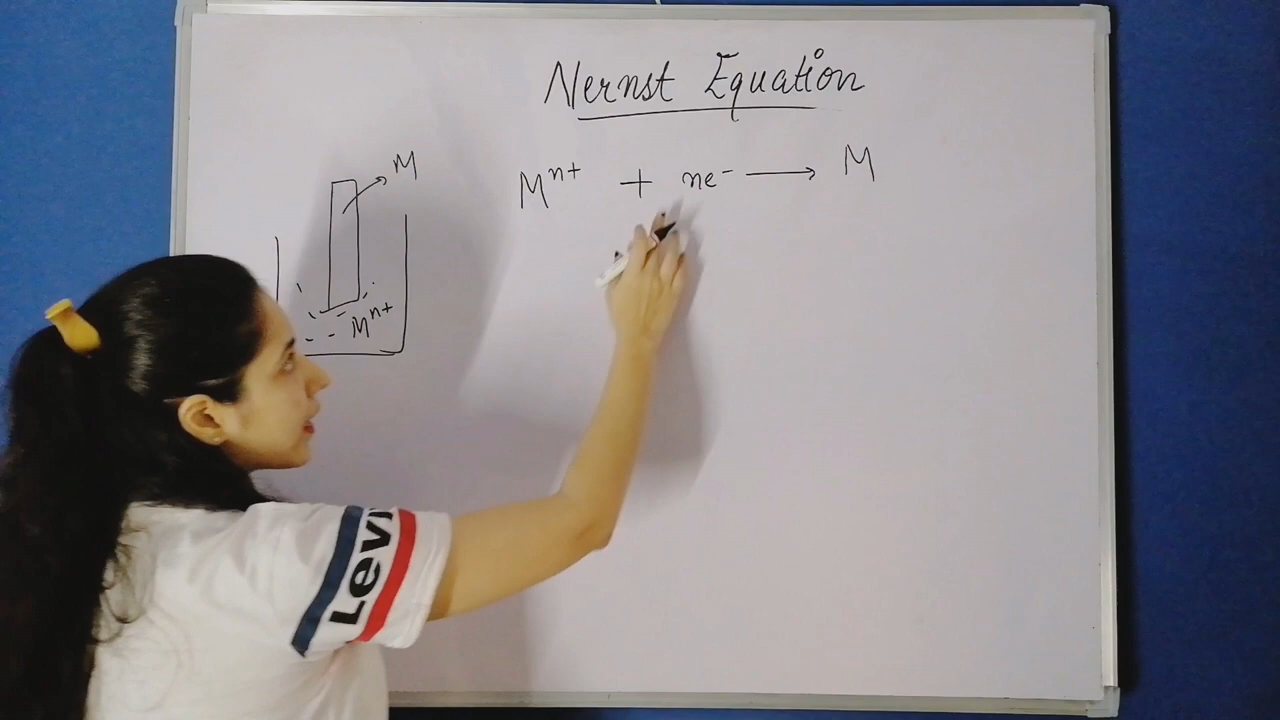 Nernst Equation
Mⁿ⁺ + ne⁻ ⟶ M
M
Mⁿ⁺
Levi